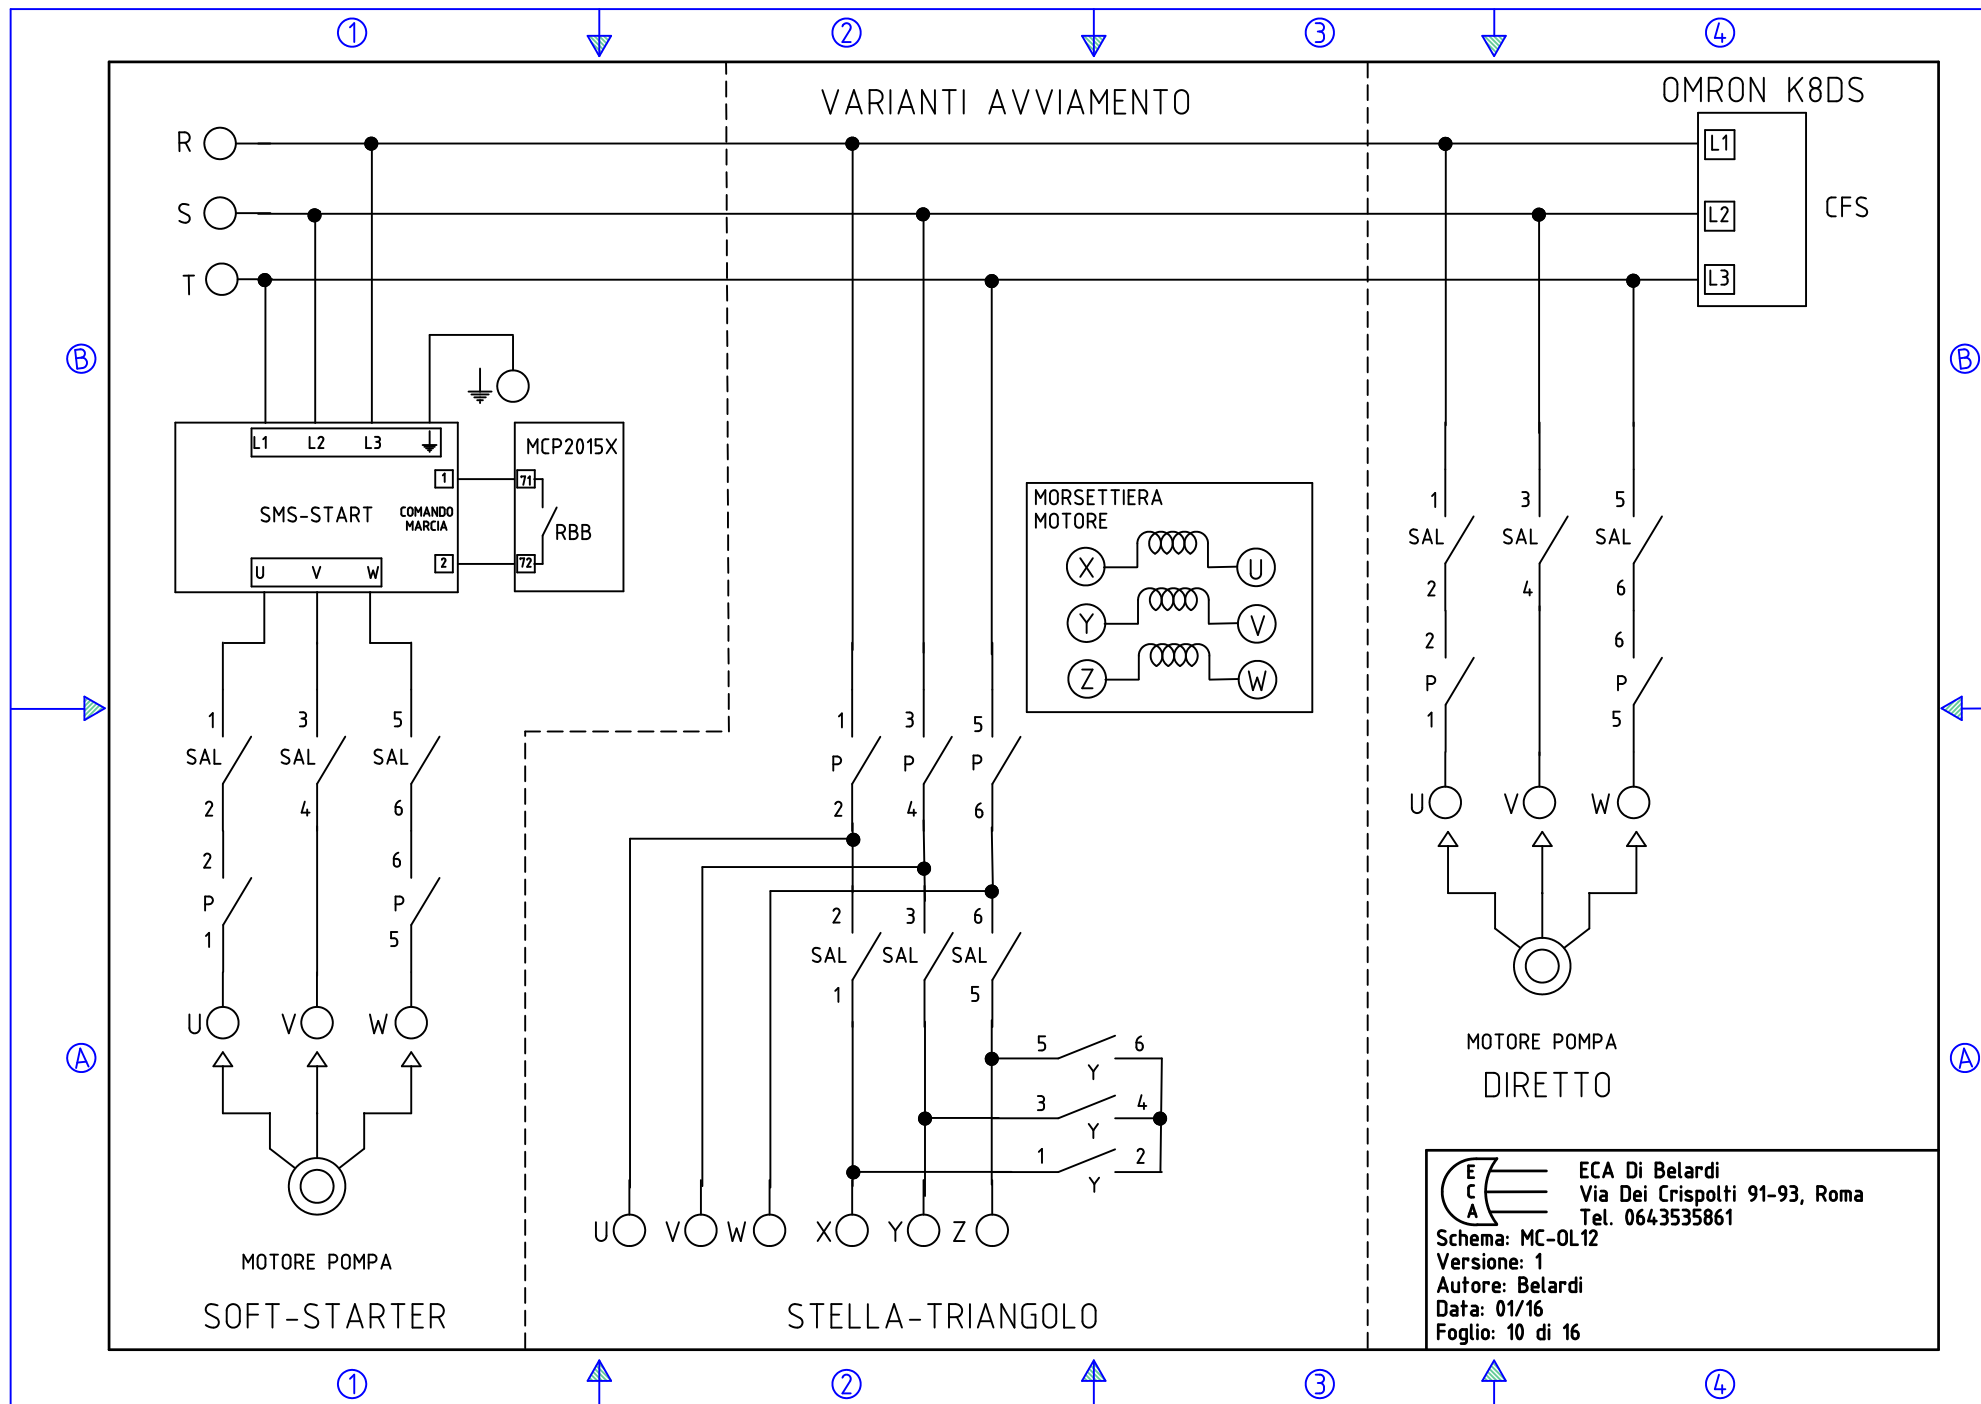 1 2 3 4
VARIANTI AVVIAMENTO
OMRON K8DS
R
L1
S
L2
CFS
T
L3
B
B
L1 L2 L3
MCP2015X
1
71
SMS-START
COMANDO
MARCIA
RBB
2
72
U V W
MORSETTIERA
MOTORE
X U
Y V
Z W
1 3 5
SAL SAL SAL
2 4 6
2 6
P P
1 5
U V W
MOTORE POMPA
DIRETTO
1 3 5
SAL SAL SAL
2 4 6
2 6
P P
1 5
U V W
MOTORE POMPA
SOFT-STARTER
1 3 5
P P P
2 4 6
2 3 6
SAL SAL SAL
1 5
5 6
Y
3 4
Y
1 2
Y
U V W X Y Z
STELLA-TRIANGOLO
A
A
E
C
A
ECA Di Belardi
Via Dei Crispolti 91-93, Roma
Tel. 0643535861
Schema: MC-OL12
Versione: 1
Autore: Belardi
Data: 01/16
Foglio: 10 di 16
1 2 3 4